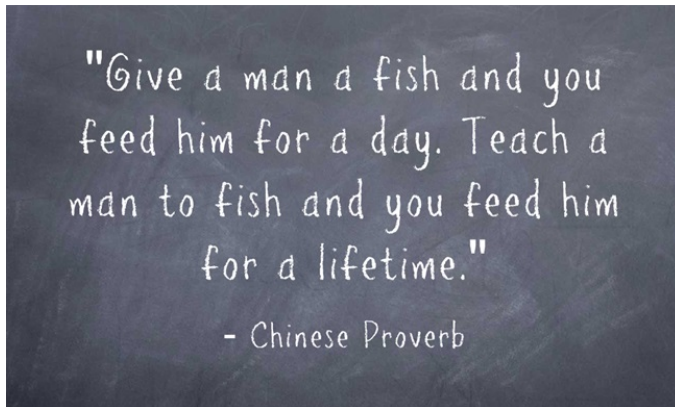 "Give a man a fish and you
feed him for a day. Teach a
man to fish and you feed him
for a lifetime."
- Chinese Proverb